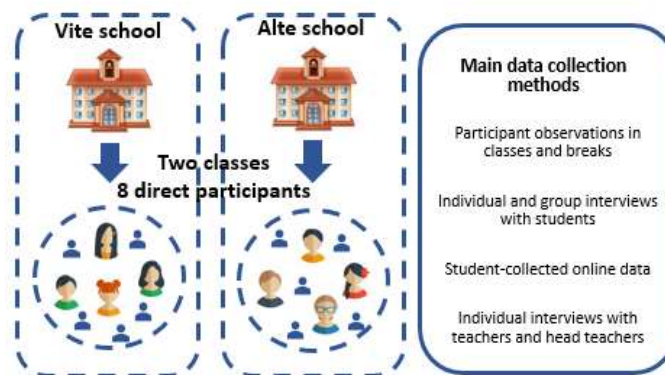 Vite school
Alte school
Two classes
8 direct participants
Main data collection
methods
Participant observations in
classes and breaks
Individual and group interviews
with students
Student-collected online data
Individual interviews with
teachers and head teachers